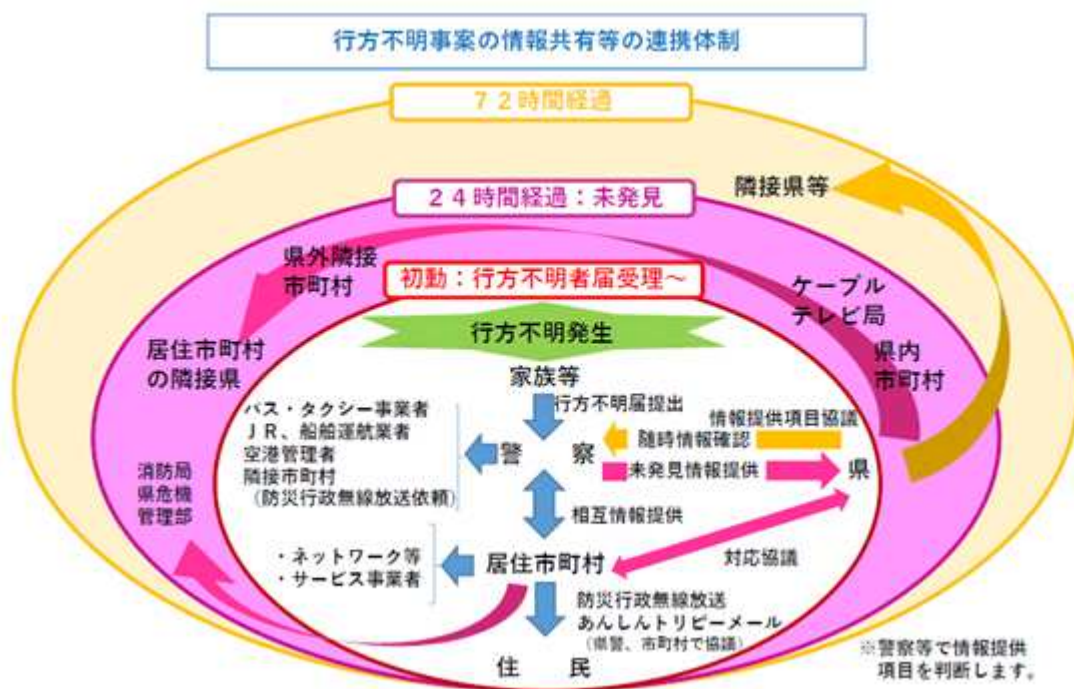 行方不明事案の情報共有等の連携体制
72時間経過
隣接県等
24時間経過:未発見
県外隣接
市町村
初動:行方不明者届受理~
ケーブル
テレビ局
県内
市町村
居住市町村
の隣接県
行方不明発生
家族等
行方不明届提出
バス・タクシー事業者
JR、船舶運航業者
空港管理者
隣接市町村
(防災行政無線放送依頼)
警 察
情報提供項目協議
随時情報確認
未発見情報提供
県
消防局
県危機
管理部
相互情報提供
・ネットワーク等
・サービス事業者
居住市町村
対応協議
防災行政無線放送
あんしんトリピーメール
(県警、市町村で協議)
住 民
※警察等で情報提供
項目を判断します。